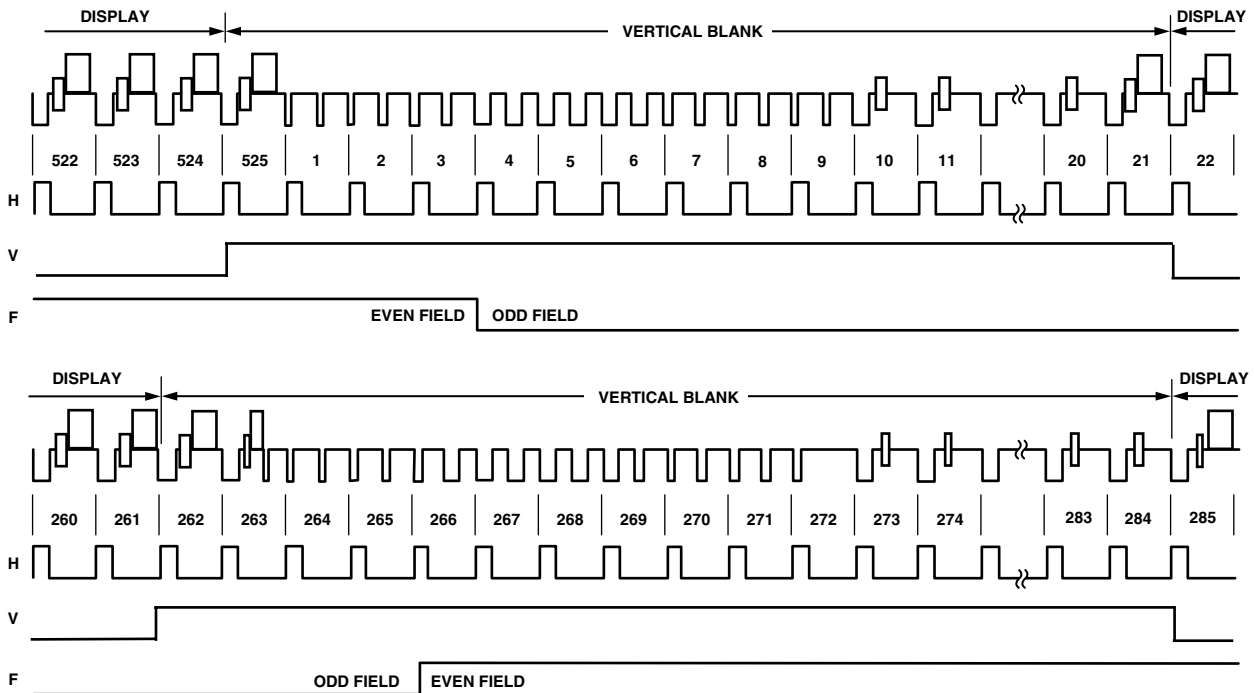 DISPLAY VERTICAL BLANK DISPLAY
522 523 524 525 1 2 3 4 5 6 7 8 9 10 11 20 21 22
H
V
F EVEN FIELD ODD FIELD
DISPLAY VERTICAL BLANK DISPLAY
260 261 262 263 264 265 266 267 268 269 270 271 272 273 274 283 284 285
H
V
F ODD FIELD EVEN FIELD